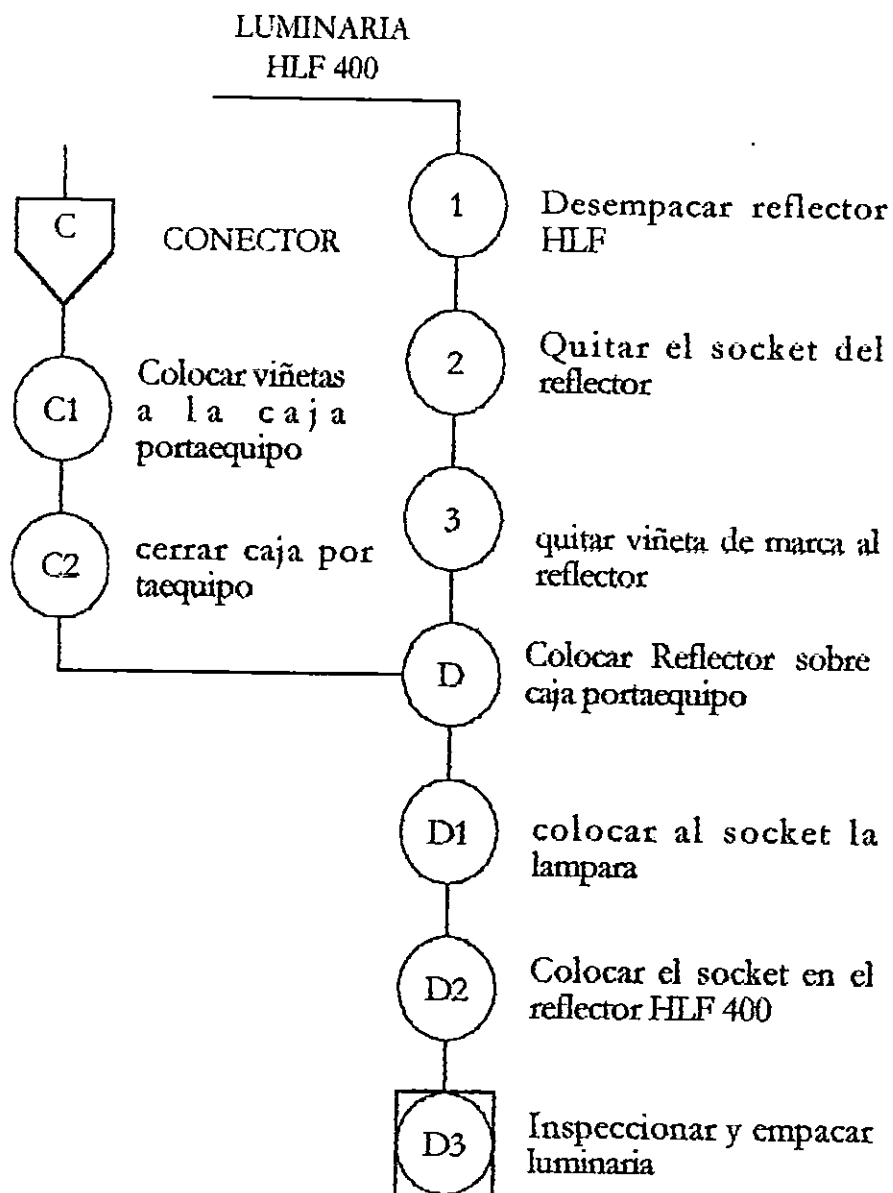 LUMINARIA
HLF 400
C
CONECTOR
C1
Colocar viñetas
a la caja
portaequipo
C2
cerrar caja por
taequipo
1
Desempacar reflector
HLF
2
Quitar el socket del
reflector
3
quitar viñeta de marca al
reflector
D
Colocar Reflector sobre
caja portaequipo
D1
colocar al socket la
lampara
D2
Colocar el socket en el
reflector HLF 400
D3
Inspeccionar y empacar
luminaria